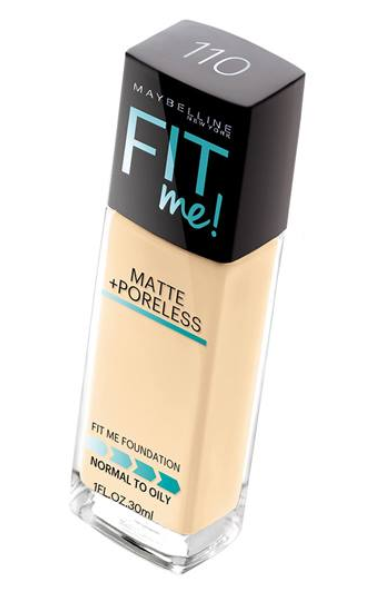 110
MAYBELLINE
NEW YORK
FIT
me!
MATTE
+PORELESS
FIT ME FOUNDATION
NORMAL TO OILY
1FL.OZ.30ml